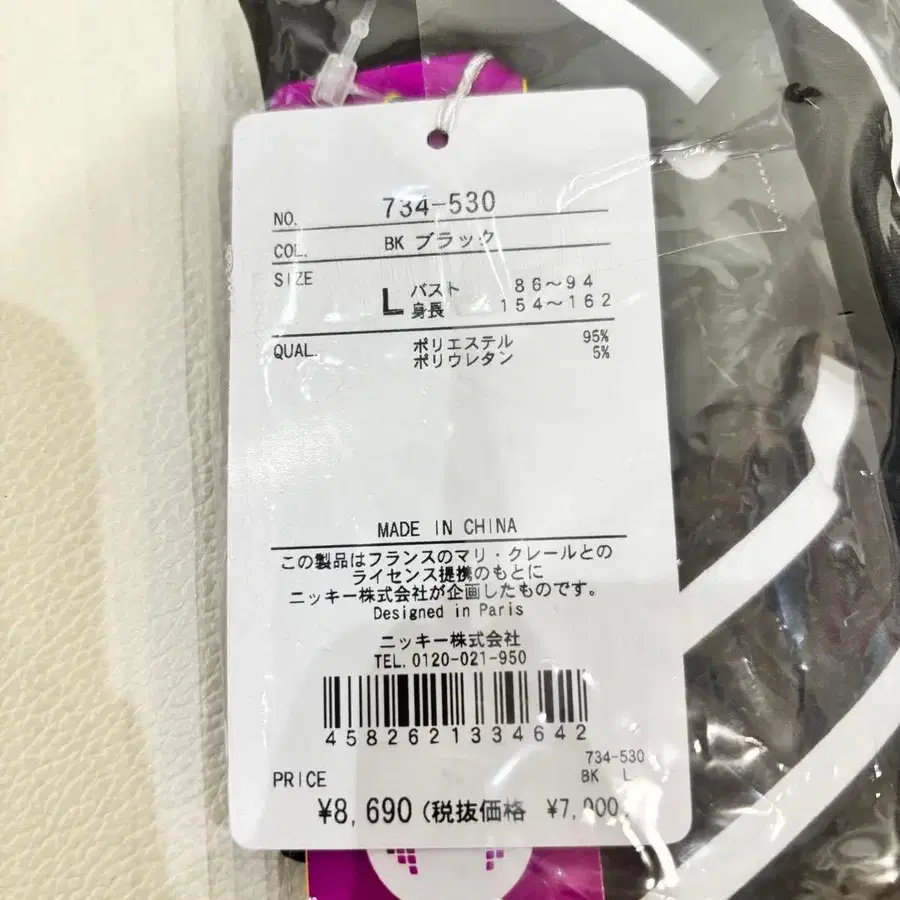 NO. 734-530
COL. BK ブラック
SIZE
L バスト 86～94
身長 154～162
QUAL. ポリエステル 95%
ポリウレタン 5%
MADE IN CHINA
この製品はフランスのマリ・クレールとの
ライセンス提携のもとに
ニッキー株式会社が企画したものです。
Designed in Paris
ニッキー株式会社
TEL. 0120-021-950
4582621334642
734-530
BK L
PRICE
¥8,690 (税抜価格